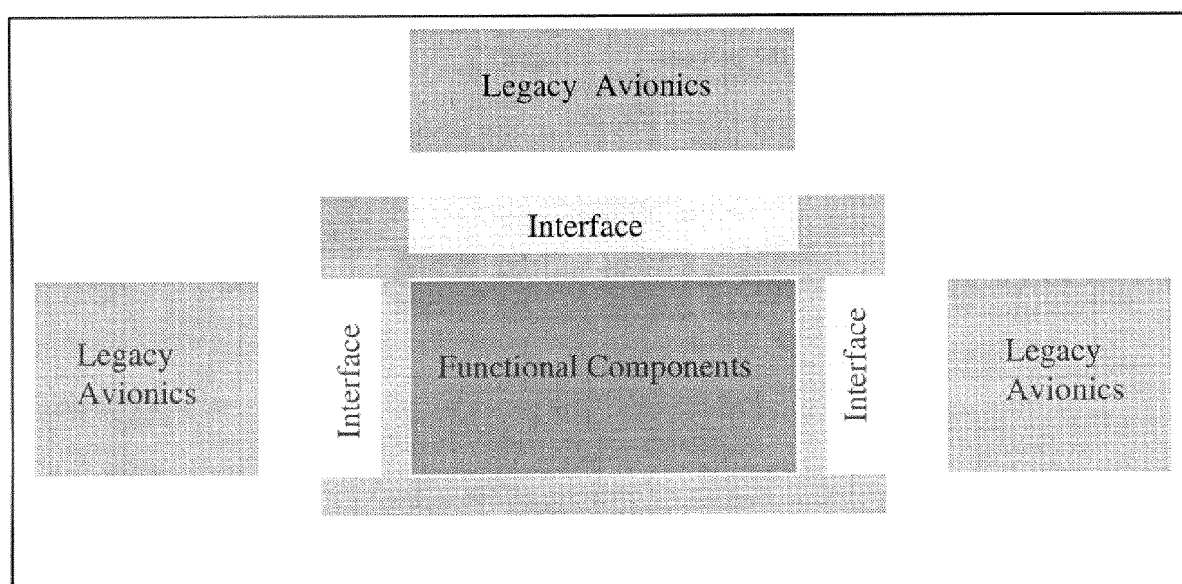 Legacy Avionics
Interface
Legacy
Avionics
Interface
Functional Components
Interface
Legacy
Avionics